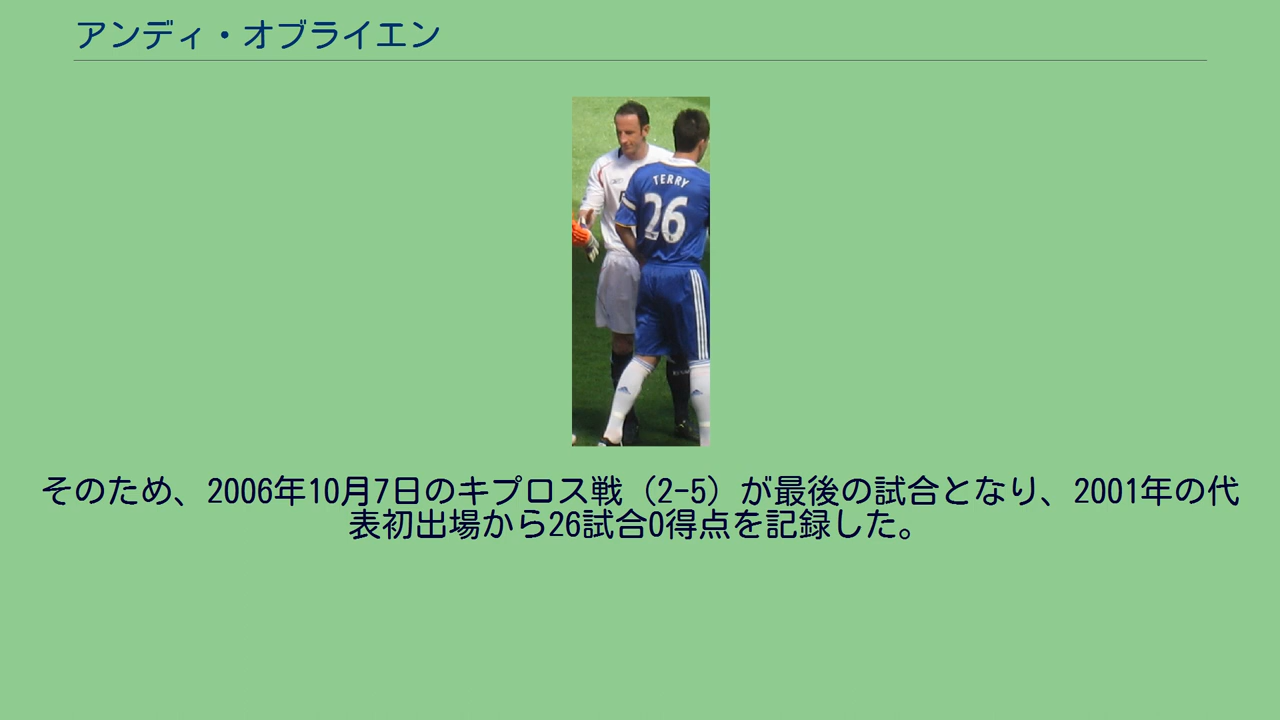 アンディ・オブライエン
TERRY
26
そのため、2006年10月7日のキプロス戦（2-5）が最後の試合となり、2001年の代
表初出場から26試合0得点を記録した。